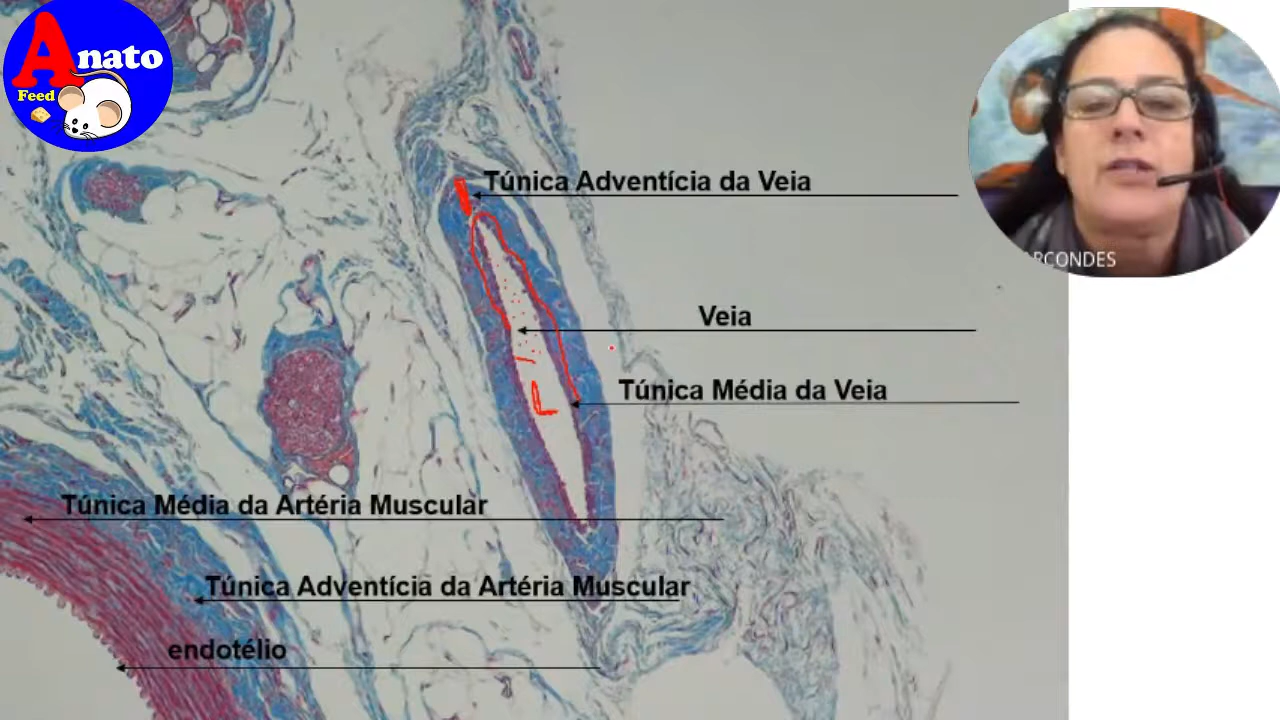 Anato
Feed
Túnica Adventícia da Veia
Veia
Túnica Média da Veia
Túnica Média da Artéria Muscular
Túnica Adventícia da Artéria Muscular
endotélio